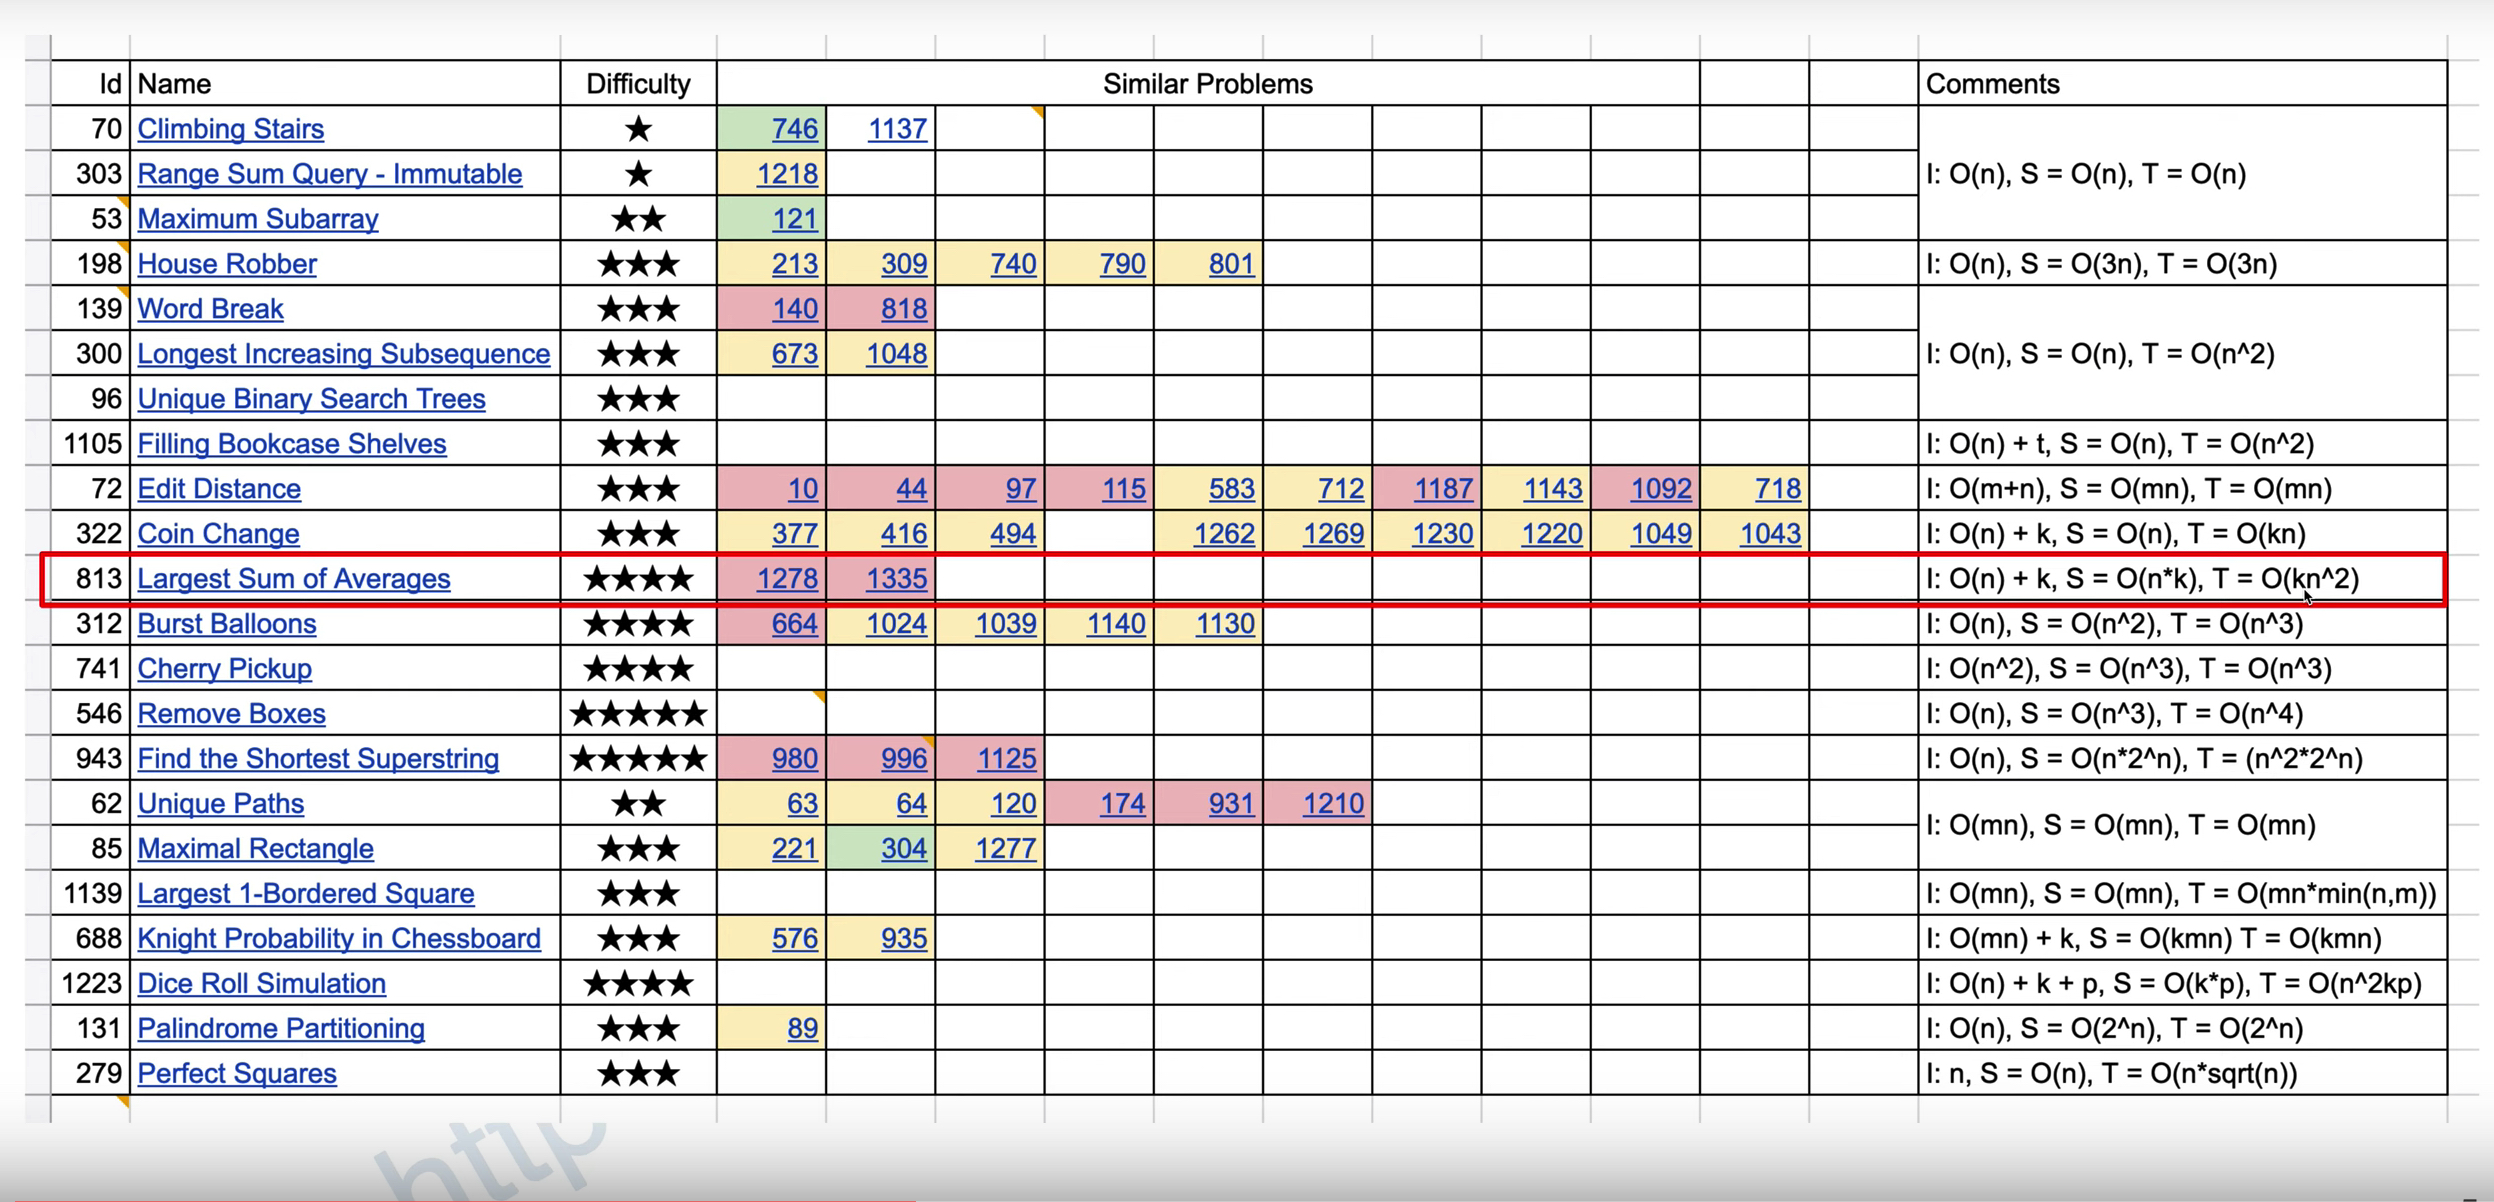 Id Name Difficulty Similar Problems Comments
70 Climbing Stairs ★ 746 1137
303 Range Sum Query - Immutable ★ 1218 I: O(n), S = O(n), T = O(n)
53 Maximum Subarray ★★ 121
198 House Robber ★★★ 213 309 740 790 801 I: O(n), S = O(3n), T = O(3n)
139 Word Break ★★★ 140 818
300 Longest Increasing Subsequence ★★★ 673 1048 I: O(n), S = O(n), T = O(n^2)
96 Unique Binary Search Trees ★★★
1105 Filling Bookcase Shelves ★★★ I: O(n) + t, S = O(n), T = O(n^2)
72 Edit Distance ★★★ 10 44 97 115 583 712 1187 1143 1092 718 I: O(m+n), S = O(mn), T = O(mn)
322 Coin Change ★★★ 377 416 494 1262 1269 1230 1220 1049 1043 I: O(n) + k, S = O(n), T = O(kn)
813 Largest Sum of Averages ★★★★ 1278 1335 I: O(n) + k, S = O(n*k), T = O(kn^2)
312 Burst Balloons ★★★★ 664 1024 1039 1140 1130 I: O(n), S = O(n^2), T = O(n^3)
741 Cherry Pickup ★★★★ I: O(n^2), S = O(n^3), T = O(n^3)
546 Remove Boxes ★★★★★ I: O(n), S = O(n^3), T = O(n^4)
943 Find the Shortest Superstring ★★★★★ 980 996 1125 I: O(n), S = O(n*2^n), T = (n^2*2^n)
62 Unique Paths ★★ 63 64 120 174 931 1210 I: O(mn), S = O(mn), T = O(mn)
85 Maximal Rectangle ★★★ 221 304 1277
1139 Largest 1-Bordered Square ★★★ I: O(mn), S = O(mn), T = O(mn*min(n,m))
688 Knight Probability in Chessboard ★★★ 576 935 I: O(mn) + k, S = O(kmn) T = O(kmn)
1223 Dice Roll Simulation ★★★★ I: O(n) + k + p, S = O(k*p), T = O(n^2kp)
131 Palindrome Partitioning ★★★ 89 I: O(n), S = O(2^n), T = O(2^n)
279 Perfect Squares ★★★ I: n, S = O(n), T = O(n*sqrt(n))
http